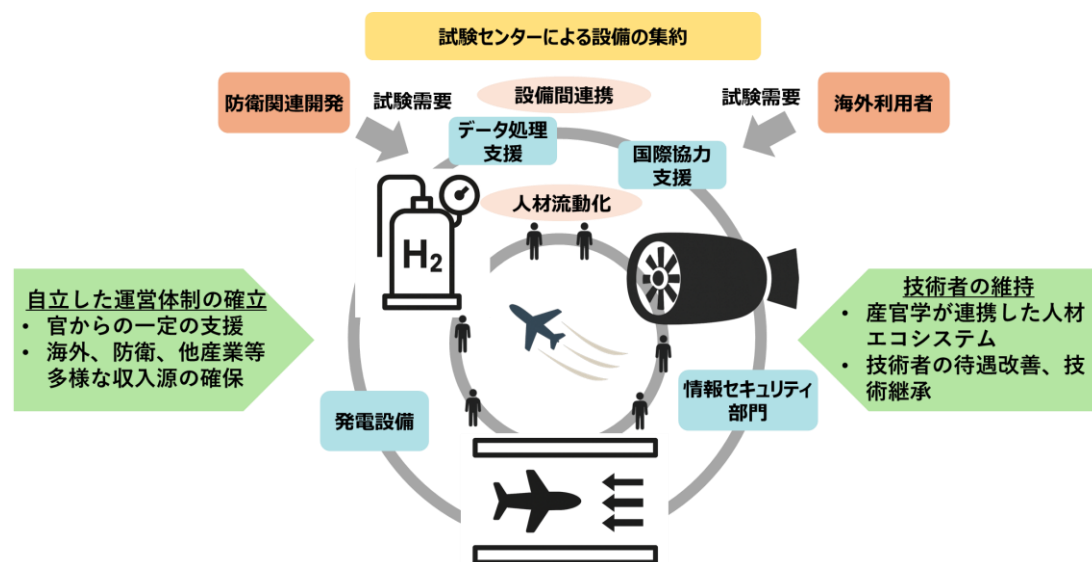 試験センターによる設備の集約
防衛関連開発
試験需要
設備間連携
試験需要
海外利用者
データ処理
支援
国際協力
支援
人材流動化
H2
自立した運営体制の確立
• 官からの一定の支援
• 海外、防衛、他産業等
多様な収入源の確保
技術者の維持
• 産官学が連携した人材
エコシステム
• 技術者の待遇改善、技
術継承
発電設備
情報セキュリティ
部門